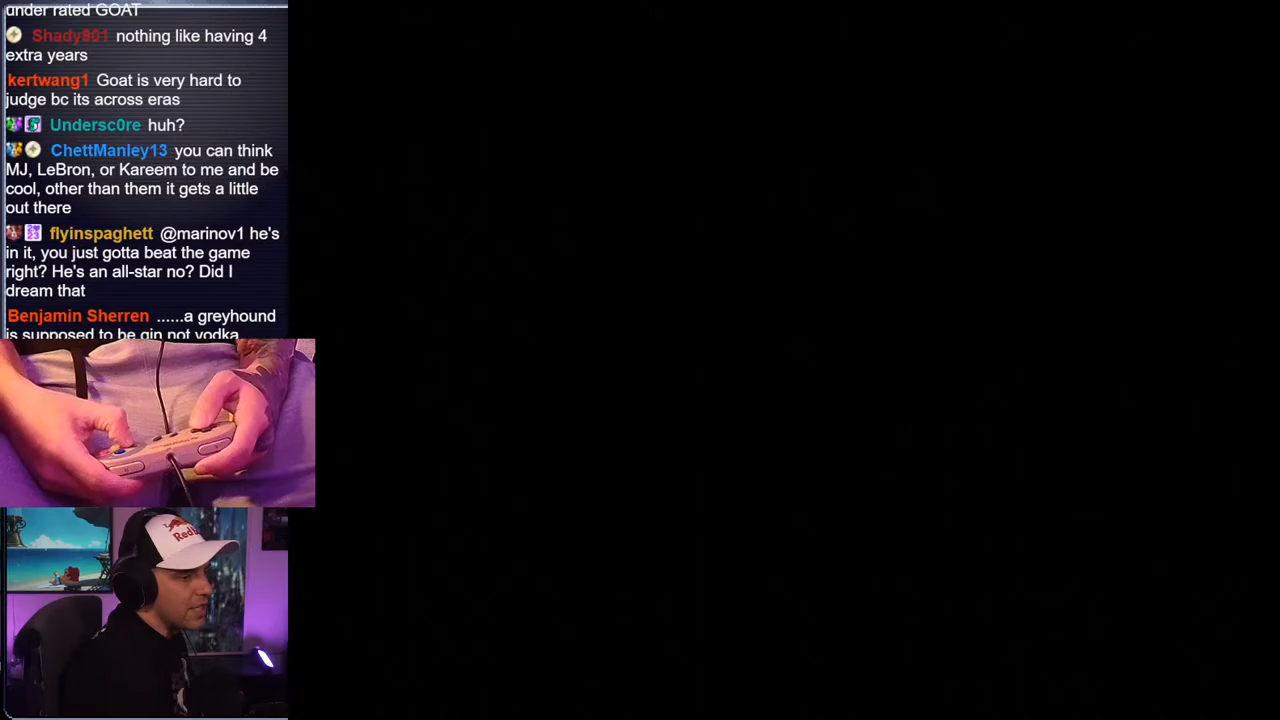 under rated GOAT
Shady901 nothing like having 4
extra years
kertwang1 Goat is very hard to
judge bc its across eras
Undersc0re huh?
ChettManley13 you can think
MJ, LeBron, or Kareem to me and be
cool, other than them it gets a little
out there
flyinspaghett @marinov1 he's
in it, you just gotta beat the game
right? He's an all-star no? Did I
dream that
Benjamin Sherren ......a greyhound
is supposed to be gin not vodka